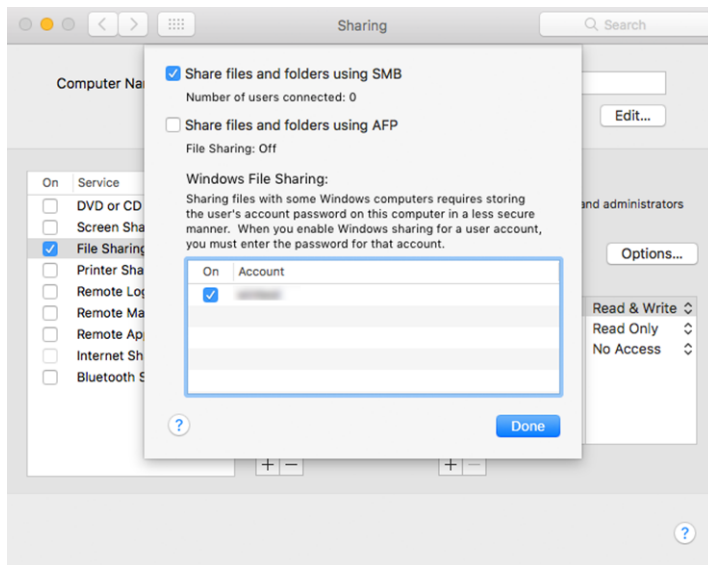 Sharing
Search
Computer Na
Edit...
Share files and folders using SMB
Number of users connected: 0
Share files and folders using AFP
File Sharing: Off
Windows File Sharing:
Sharing files with some Windows computers requires storing
the user's account password on this computer in a less secure
manner. When you enable Windows sharing for a user account,
you must enter the password for that account.
On Account
Done
On Service
DVD or CD
Screen Sha
File Sharing
Printer Sha
Remote Log
Remote Ma
Remote App
Internet Sh
Bluetooth S
and administrators
Options...
Read & Write
Read Only
No Access